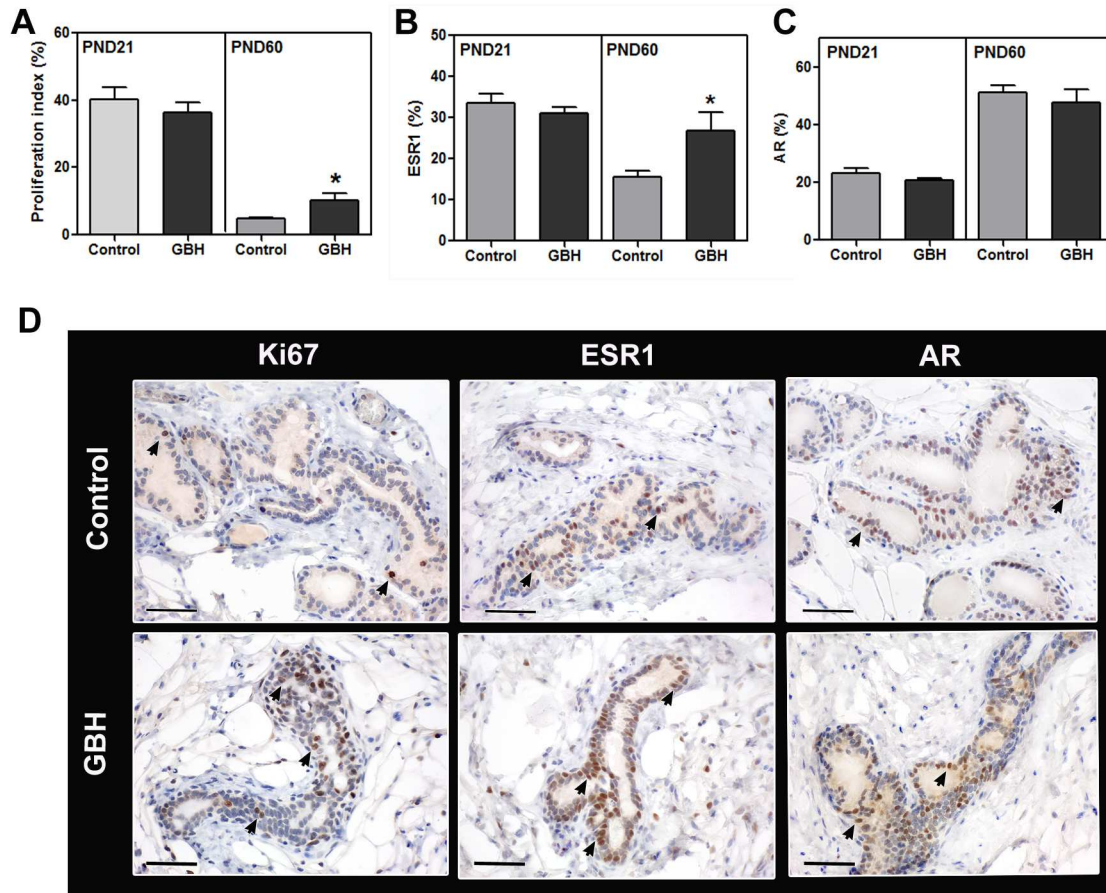 A
Proliferation index (%)
60
40
20
0
PND21
PND60
*
Control
GBH
Control
GBH
B
ESR1 (%)
50
40
30
20
10
0
PND21
PND60
*
Control
GBH
Control
GBH
C
AR (%)
60
40
20
0
PND21
PND60
Control
GBH
Control
GBH
D
Ki67
ESR1
AR
Control
GBH